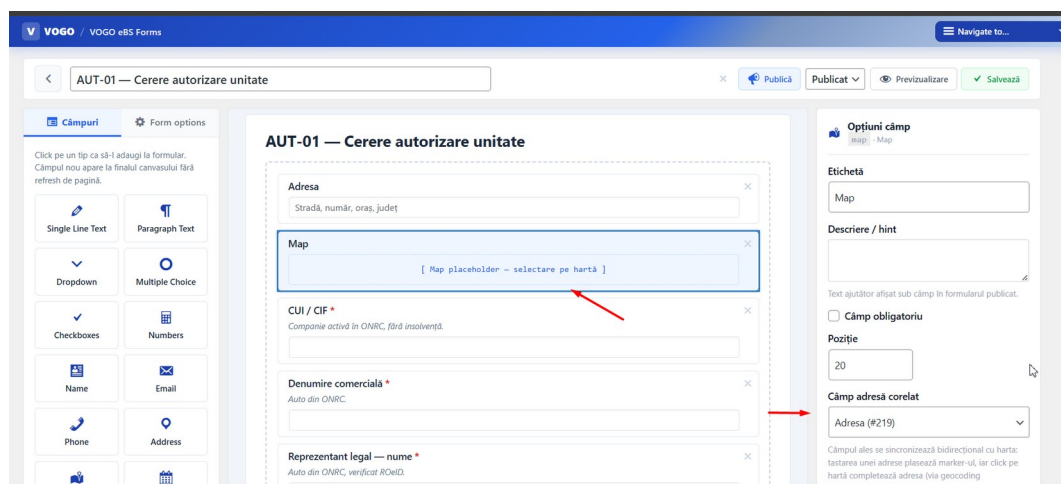 V VOGO / VOGO eBS Forms
Navigate to...
AUT-01 — Cerere autorizare unitate
× Publică Publicat Previzualizare ✓ Salvează
Câmpuri Form options
Click pe un tip ca să-l adaugi la formular.
Câmpul nou apare la finalul canvasului fără
refresh de pagină.
Single Line Text Paragraph Text
Dropdown Multiple Choice
Checkboxes Numbers
Name Email
Phone Address
AUT-01 — Cerere autorizare unitate
Adresa ×
Stradă, număr, oraș, județ
Map ×
[ Map placeholder — selectare pe hartă ]
CUI / CIF * ×
Companie activă în ONRC, fără insolvență.
Denumire comercială * ×
Auto din ONRC.
Reprezentant legal — nume * ×
Auto din ONRC, verificat ROeID.
Opțiuni câmp
map - Map
Etichetă
Map
Descriere / hint
Text ajutător afișat sub câmp în formularul publicat.
Câmp obligatoriu
Poziție
20
Câmp adresă corelat
Adresa (#219)
Câmpul ales se sincronizează bidirecțional cu harta:
tastarea unei adrese plasează marker-ul, iar click pe
hartă completează adresa (via geocoding